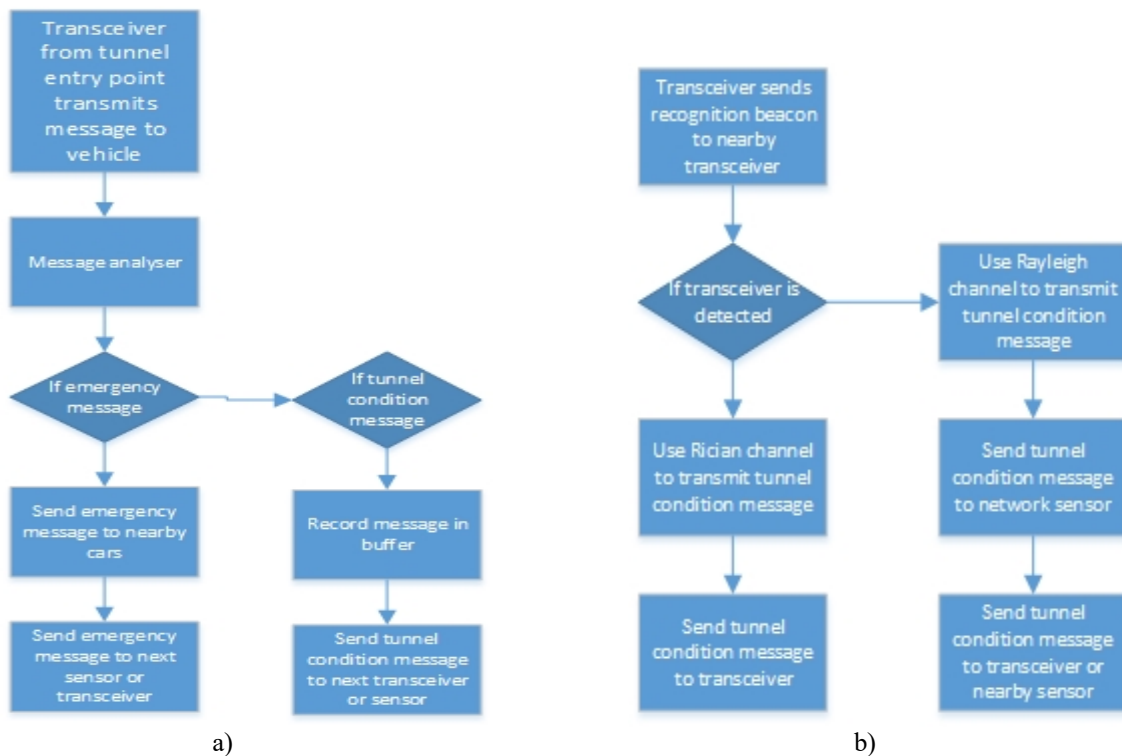 Transceiver
from tunnel
entry point
transmits
message to
vehicle
Message analyser
If emergency
message
If tunnel
condition
message
Send emergency
message to nearby
cars
Record message in
buffer
Send emergency
message to next
sensor or
transceiver
Send tunnel
condition message
to next transceiver
or sensor
a)
Transceiver sends
recognition beacon
to nearby
transceiver
If transceiver is
detected
Use Rayleigh
channel to transmit
tunnel condition
message
Use Rician channel
to transmit tunnel
condition message
Send tunnel
condition message
to network sensor
Send tunnel
condition message
to transceiver
Send tunnel
condition message
to transceiver or
nearby sensor
b)